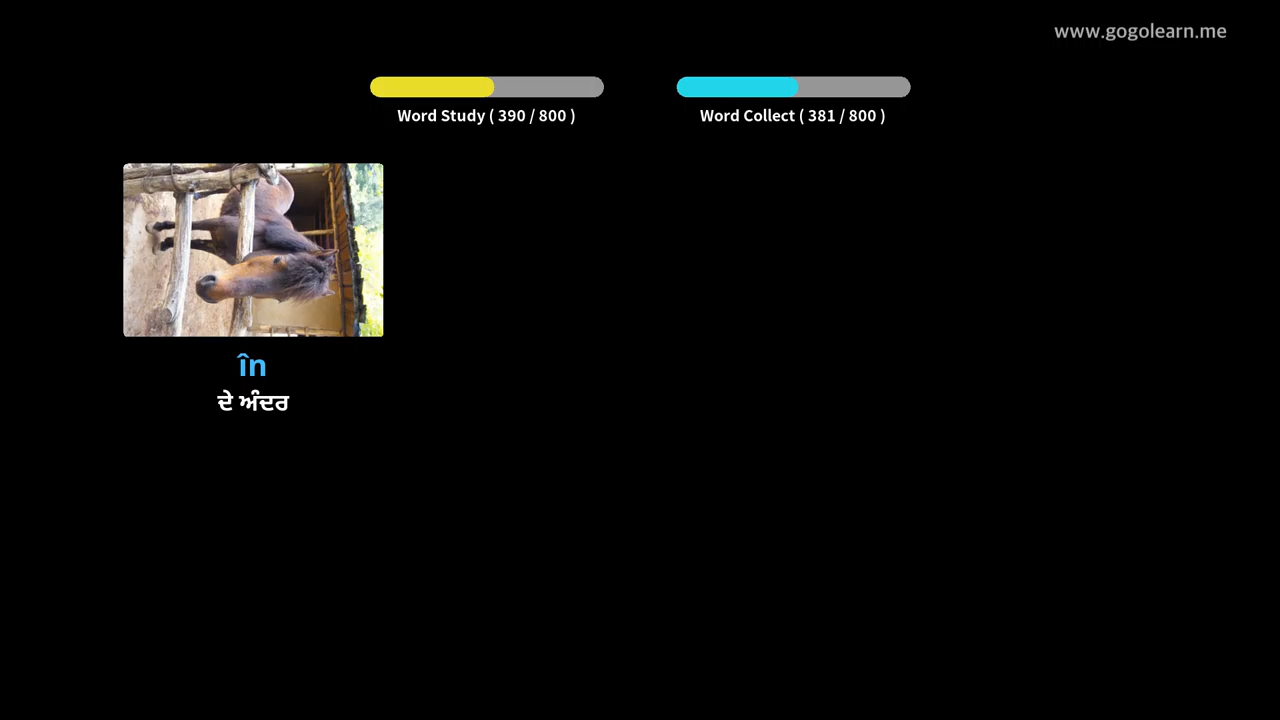 www.gogolearn.me
Word Study ( 390 / 800 )
Word Collect ( 381 / 800 )
în
ਦੇ ਅੰਦਰ